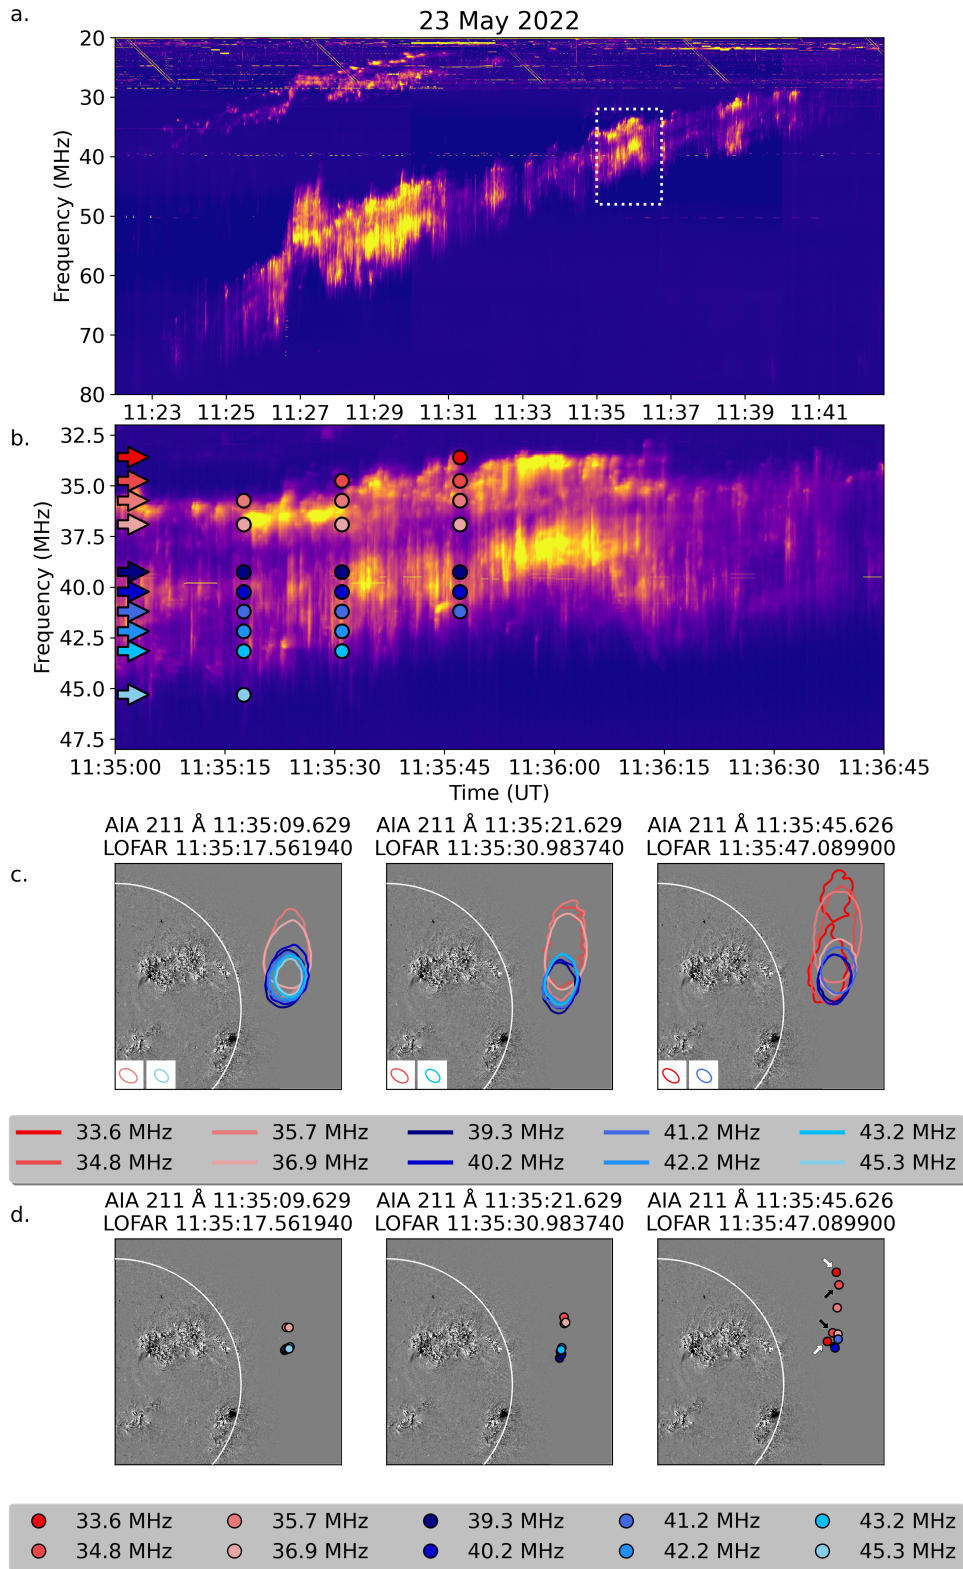 a.
23 May 2022
Frequency (MHz)
20
30
40
50
60
70
80
11:23 11:25 11:27 11:29 11:31 11:33 11:35 11:37 11:39 11:41
b.
Frequency (MHz)
32.5
35.0
37.5
40.0
42.5
45.0
47.5
11:35:00 11:35:15 11:35:30 11:35:45 11:36:00 11:36:15 11:36:30 11:36:45
Time (UT)
c.
AIA 211 Å 11:35:09.629 AIA 211 Å 11:35:21.629 AIA 211 Å 11:35:45.626
LOFAR 11:35:17.561940 LOFAR 11:35:30.983740 LOFAR 11:35:47.089900
33.6 MHz 35.7 MHz 39.3 MHz 41.2 MHz 43.2 MHz
34.8 MHz 36.9 MHz 40.2 MHz 42.2 MHz 45.3 MHz
d.
AIA 211 Å 11:35:09.629 AIA 211 Å 11:35:21.629 AIA 211 Å 11:35:45.626
LOFAR 11:35:17.561940 LOFAR 11:35:30.983740 LOFAR 11:35:47.089900
33.6 MHz 35.7 MHz 39.3 MHz 41.2 MHz 43.2 MHz
34.8 MHz 36.9 MHz 40.2 MHz 42.2 MHz 45.3 MHz